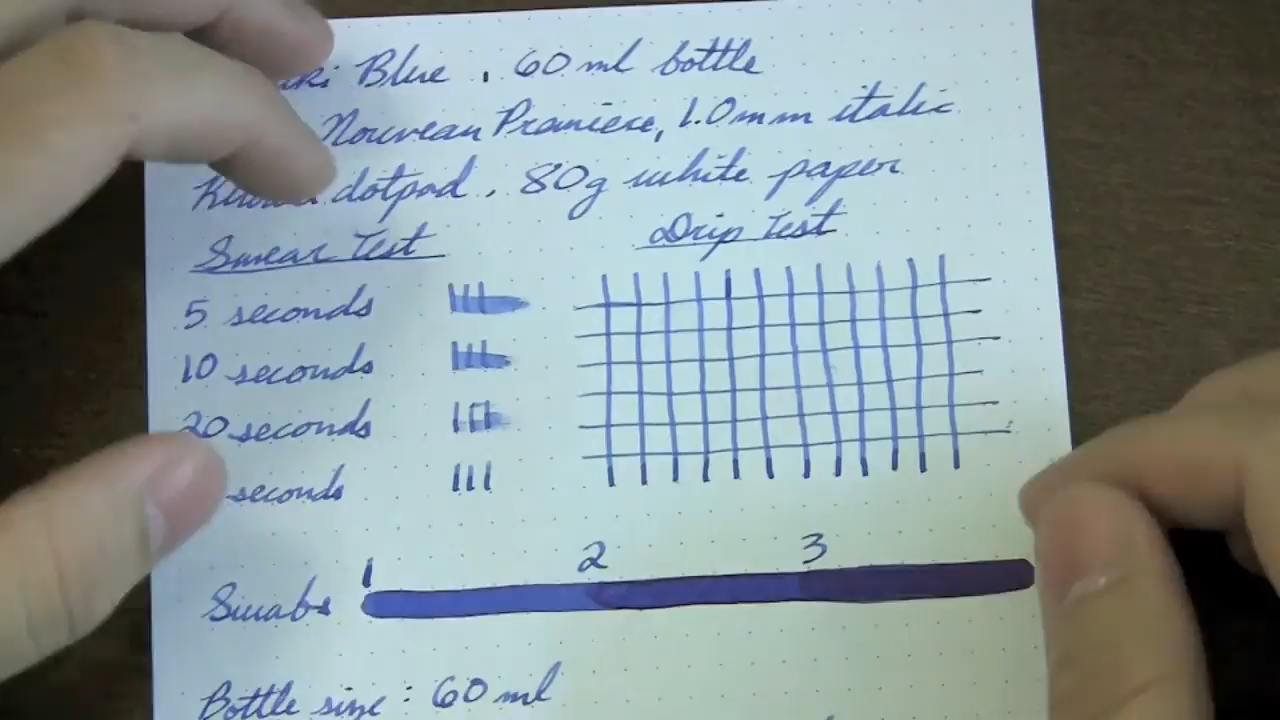 Blue, 60 ml bottle
Nouveau Premiere, 1.0mm italic
dotpad, 80g white paper
Smear Test
Drip Test
5 seconds
10 seconds
20 seconds
seconds
1 2 3
Swabs
Bottle size: 60 ml